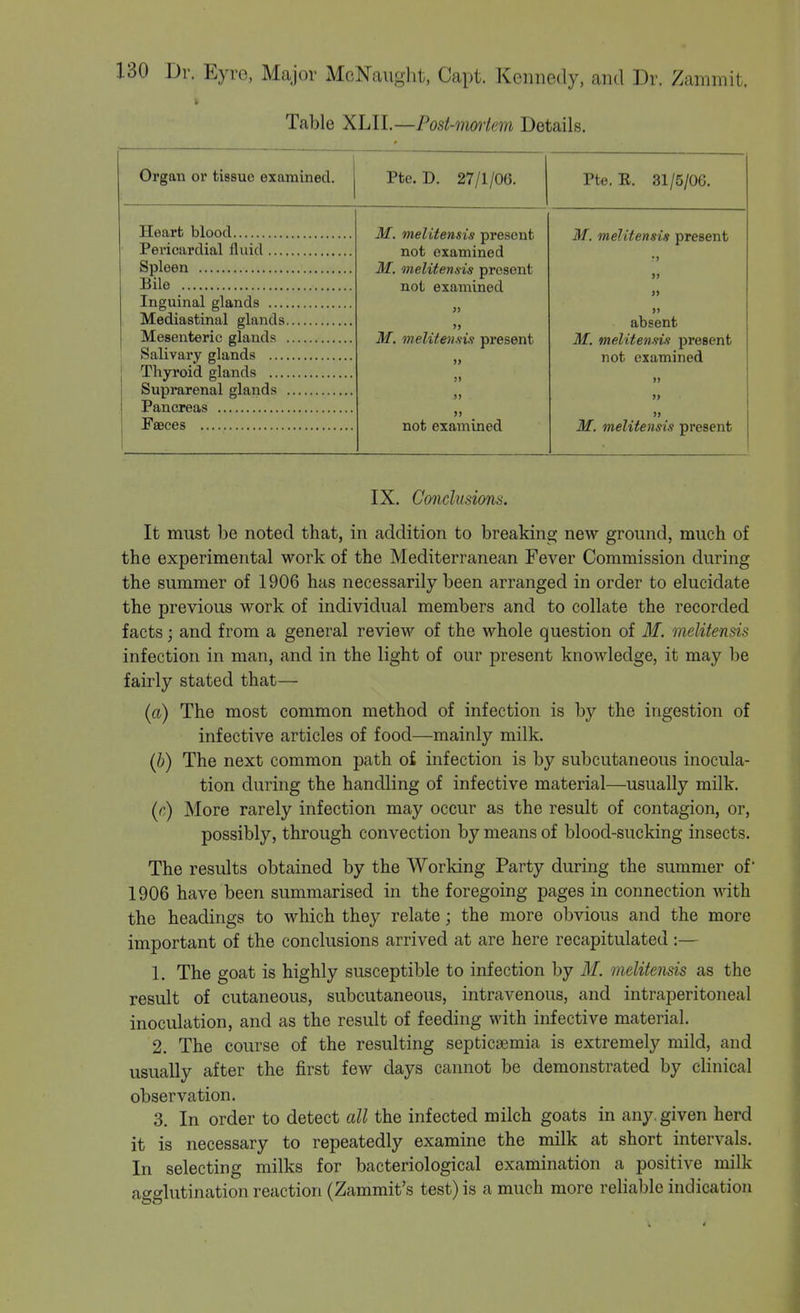 130 Dr. Eyre, Major McNaught, Capt. Kennedy, and Dr. Zammit.
Table XLII.—Post-mortem Details.
Organ or tissue examined. Pte. D. 27/1/06. Pte. R. 31/5/06.
Heart blood.................... M. melitensis present M. melitensis present
Pericardial fluid ............... not examined „
Spleen ........................ M. melitensis present „
Bile ........................... not examined „
Inguinal glands ............... „ „
Mediastinal glands............ „ absent
Mesenteric glands ............ M. melitensis present M. melitensis present
Salivary glands ............... „ not examined
Thyroid glands ............... „ „
Suprarenal glands ............ „ „
Pancreas ..................... „ „
Fæces ........................ not examined M. melitensis present
IX. Conclusions.
It must be noted that, in addition to breaking new ground, much of
the experimental work of the Mediterranean Fever Commission during
the summer of 1906 has necessarily been arranged in order to elucidate
the previous work of individual members and to collate the recorded
facts; and from a general review of the whole question of M. melitensis
infection in man, and in the light of our present knowledge, it may be
fairly stated that—
(a) The most common method of infection is by the ingestion of
infective articles of food—mainly milk.
(b) The next common path of infection is by subcutaneous inocula-
tion during the handling of infective material—usually milk.
(c) More rarely infection may occur as the result of contagion, or,
possibly, through convection by means of blood-sucking insects.
The results obtained by the Working Party during the summer of
1906 have been summarised in the foregoing pages in connection with
the headings to which they relate; the more obvious and the more
important of the conclusions arrived at are here recapitulated :—
1. The goat is highly susceptible to infection by M. melitensis as the
result of cutaneous, subcutaneous, intravenous, and intraperitoneal
inoculation, and as the result of feeding with infective material.
2. The course of the resulting septicæmia is extremely mild, and
usually after the first few days cannot be demonstrated by clinical
observation.
3. In order to detect all the infected milch goats in any given herd
it is necessary to repeatedly examine the milk at short intervals.
In selecting milks for bacteriological examination a positive milk
agglutination reaction (Zammit's test) is a much more reliable indication